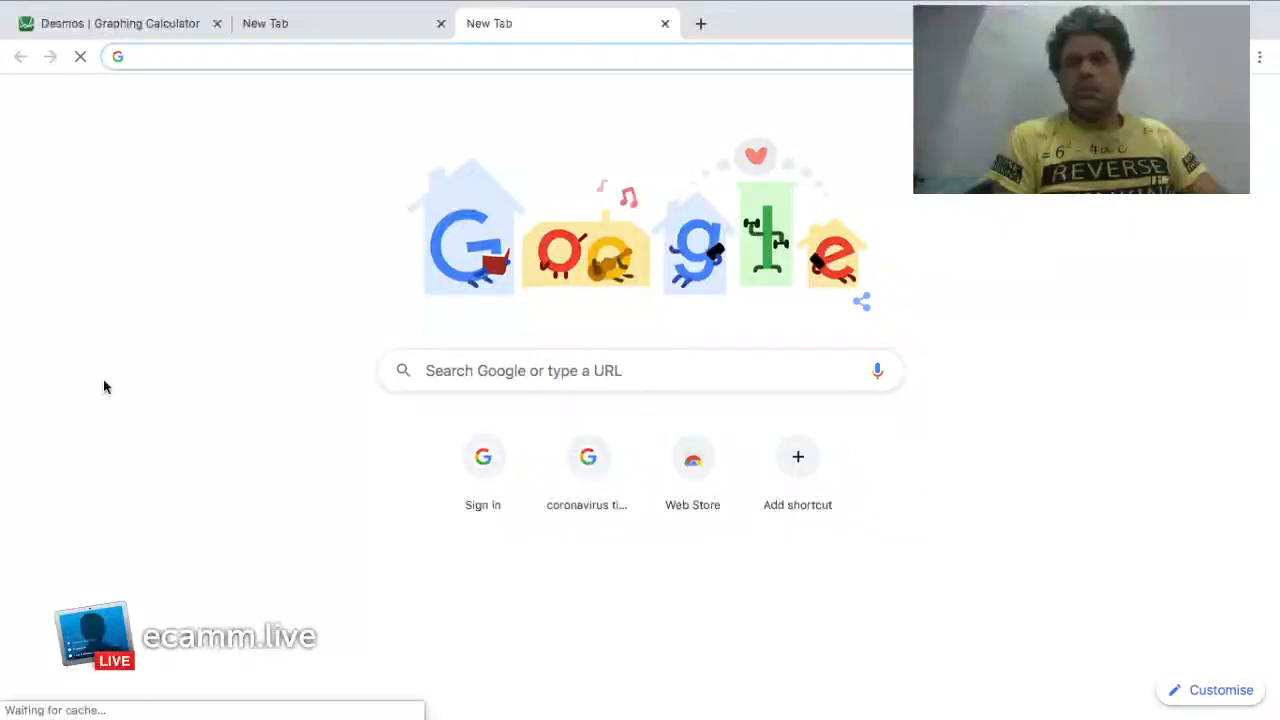 Desmos | Graphing Calculator
New Tab
New Tab
Google
Search Google or type a URL
Sign in
coronavirus ti...
Web Store
Add shortcut
REVERSE
ecamm.live
LIVE
Customise
Waiting for cache...